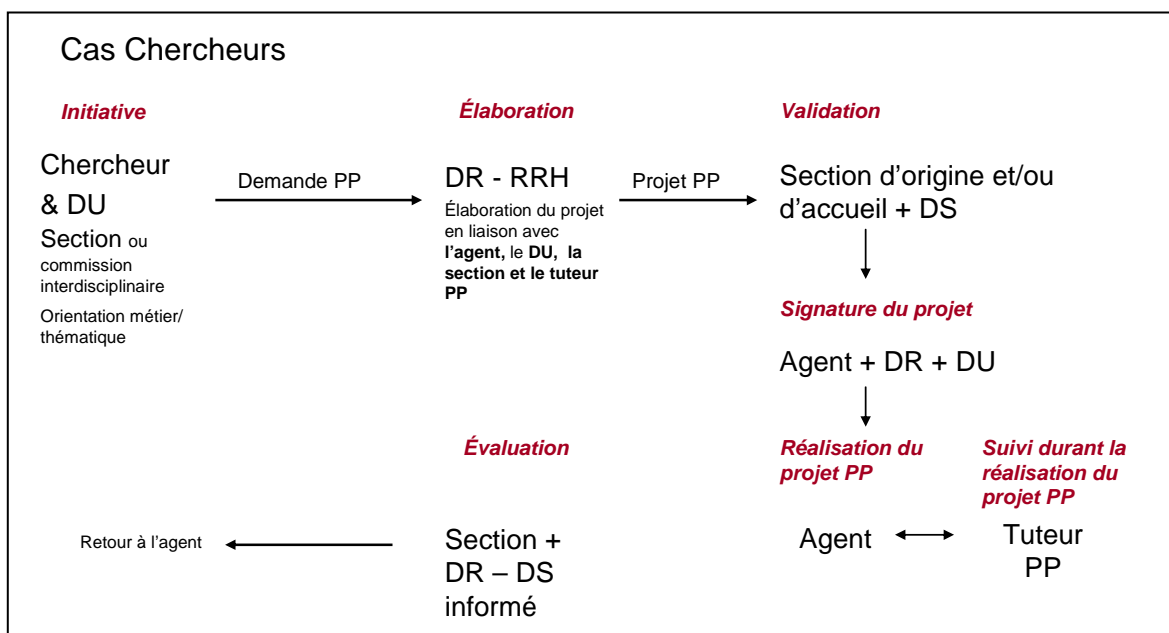 Cas Chercheurs
Initiative
Chercheur
& DU
Section ou
commission
interdisciplinaire
Orientation métier/
thématique
Demande PP
Élaboration
DR - RRH
Élaboration du projet
en liaison avec
l’agent, le DU, la
section et le tuteur
PP
Projet PP
Validation
Section d’origine et/ou
d’accueil + DS
Signature du projet
Agent + DR + DU
Réalisation du
projet PP
Agent
Suivi durant la
réalisation du
projet PP
Tuteur
PP
Évaluation
Section +
DR – DS
informé
Retour à l’agent